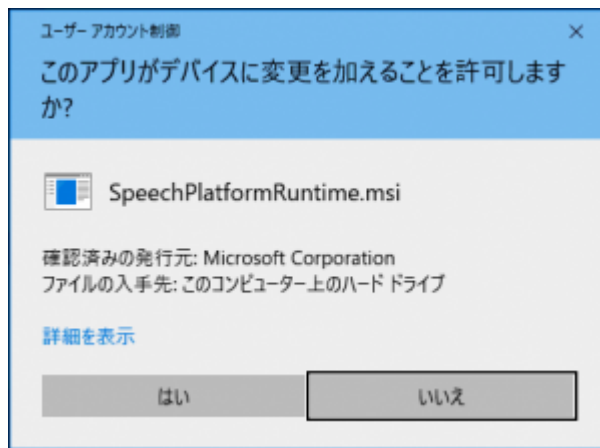 ユーザー アカウント制御
このアプリがデバイスに変更を加えることを許可します
か?
SpeechPlatformRuntime.msi
確認済みの発行元: Microsoft Corporation
ファイルの入手先: このコンピューター上のハード ドライブ
詳細を表示
はい
いいえ